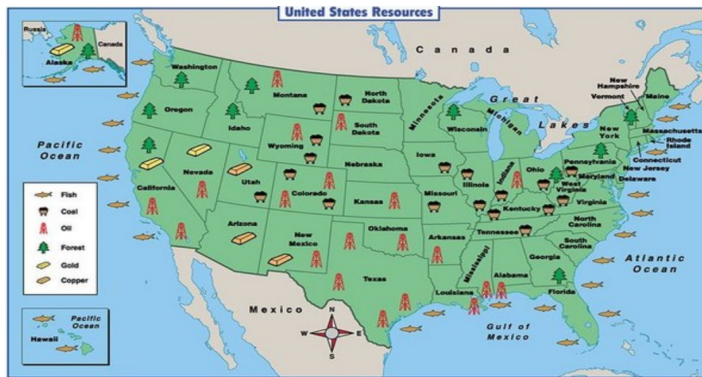 United States Resources
Russia
Canada
Alaska
Canada
Washington
Montana
North
Dakota
Minnesota
Great
Lakes
New
Hampshire
Vermont
Maine
Oregon
Idaho
South
Dakota
Wisconsin
Michigan
New
York
Massachusetts
Rhode
Island
Connecticut
New Jersey
Pacific
Ocean
Wyoming
Nebraska
Iowa
Illinois
Indiana
Ohio
Pennsylvania
Maryland
Delaware
West
Virginia
Virginia
Nevada
Utah
Colorado
Kansas
Missouri
Kentucky
California
North
Carolina
Tennessee
South
Carolina
Arizona
New
Mexico
Oklahoma
Arkansas
Mississippi
Alabama
Georgia
Atlantic
Ocean
Texas
Louisiana
Florida
Fish
Coal
Oil
Forest
Gold
Copper
Mexico
N
W
E
S
Gulf of
Mexico
Pacific
Ocean
Hawaii